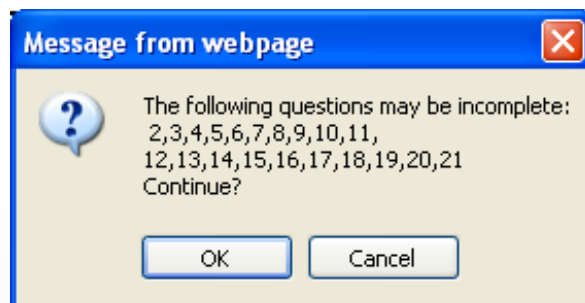 Message from webpage
The following questions may be incomplete:
2,3,4,5,6,7,8,9,10,11,
12,13,14,15,16,17,18,19,20,21
Continue?
OK
Cancel